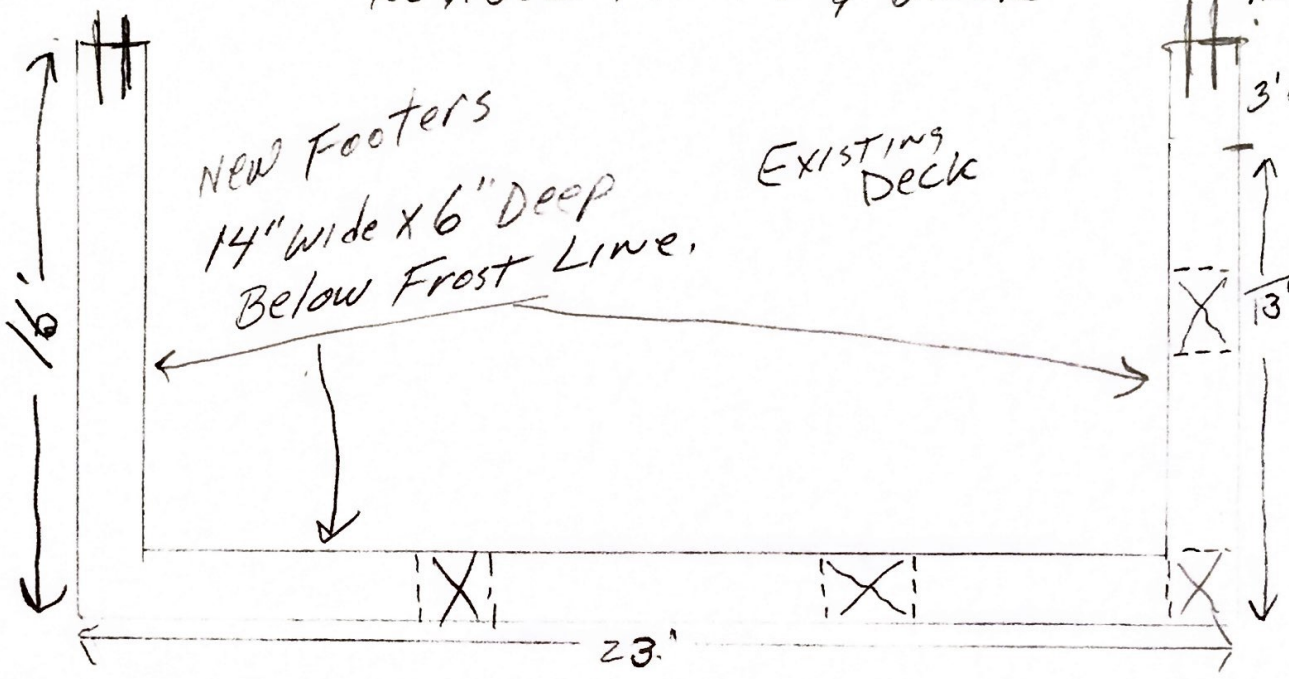 New Footers
14" wide x 6" Deep
Below Frost Line.
Existing
Deck
3'
16'
13'
23'